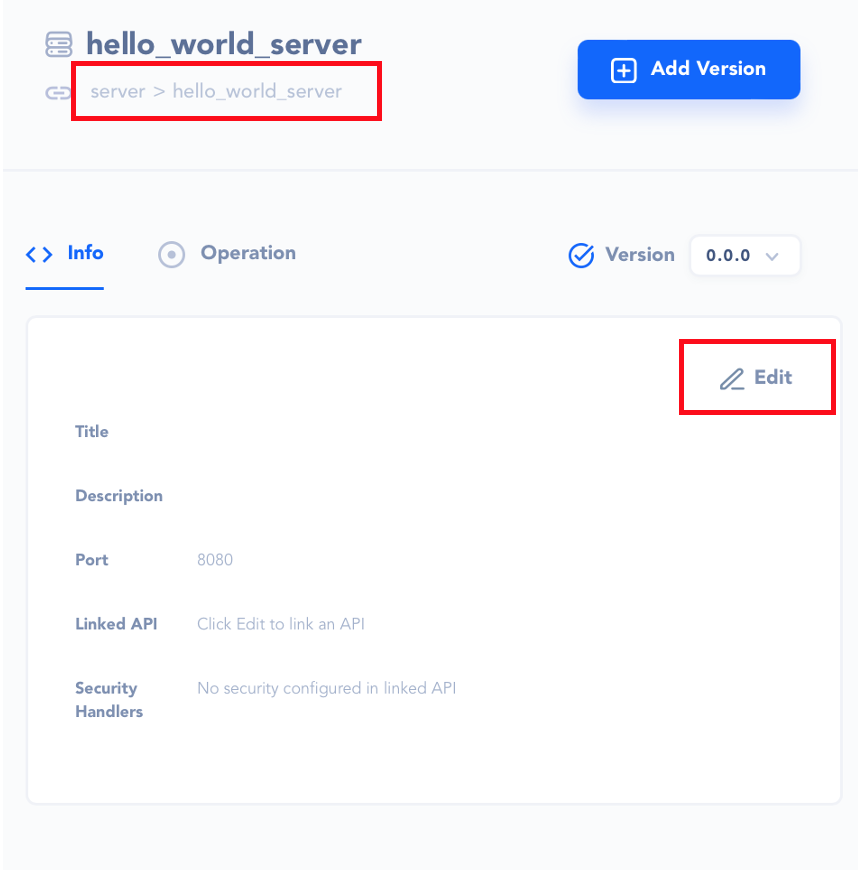 hello_world_server
server > hello_world_server
Add Version
Info
Operation
Version
0.0.0
Edit
Title
Description
Port 8080
Linked API Click Edit to link an API
Security No security configured in linked API
Handlers